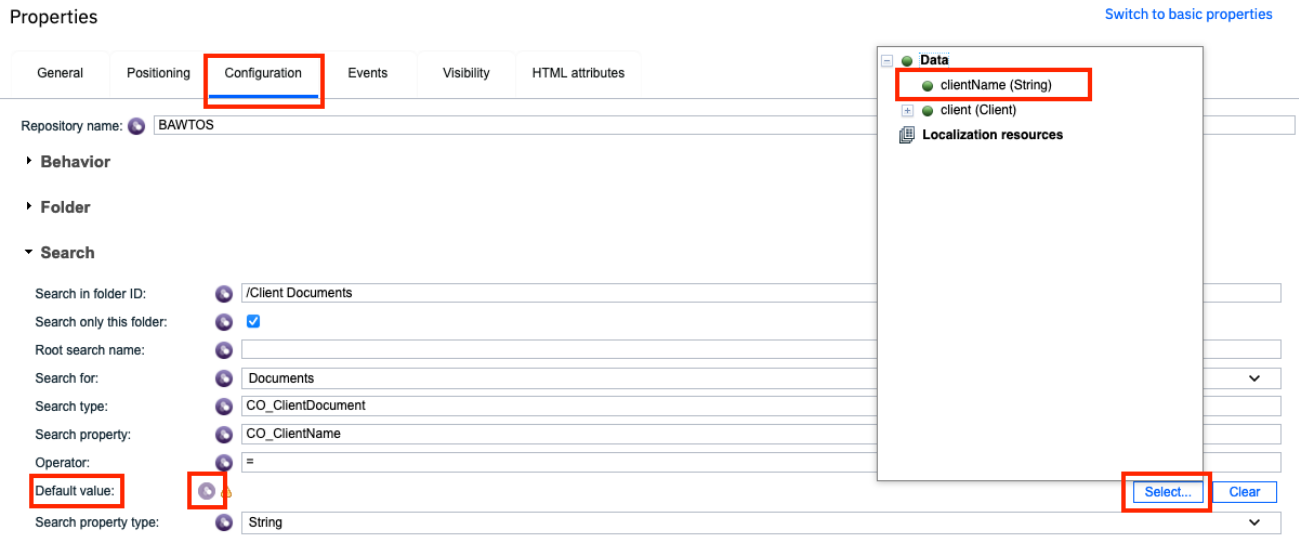 Properties
Switch to basic properties
General Positioning Configuration Events Visibility HTML attributes
Data
clientName (String)
client (Client)
Localization resources
Repository name: BAWTOS
Behavior
Folder
Search
Search in folder ID: /Client Documents
Search only this folder:
Root search name:
Search for: Documents
Search type: CO_ClientDocument
Search property: CO_ClientName
Operator: =
Default value: Select... Clear
Search property type: String